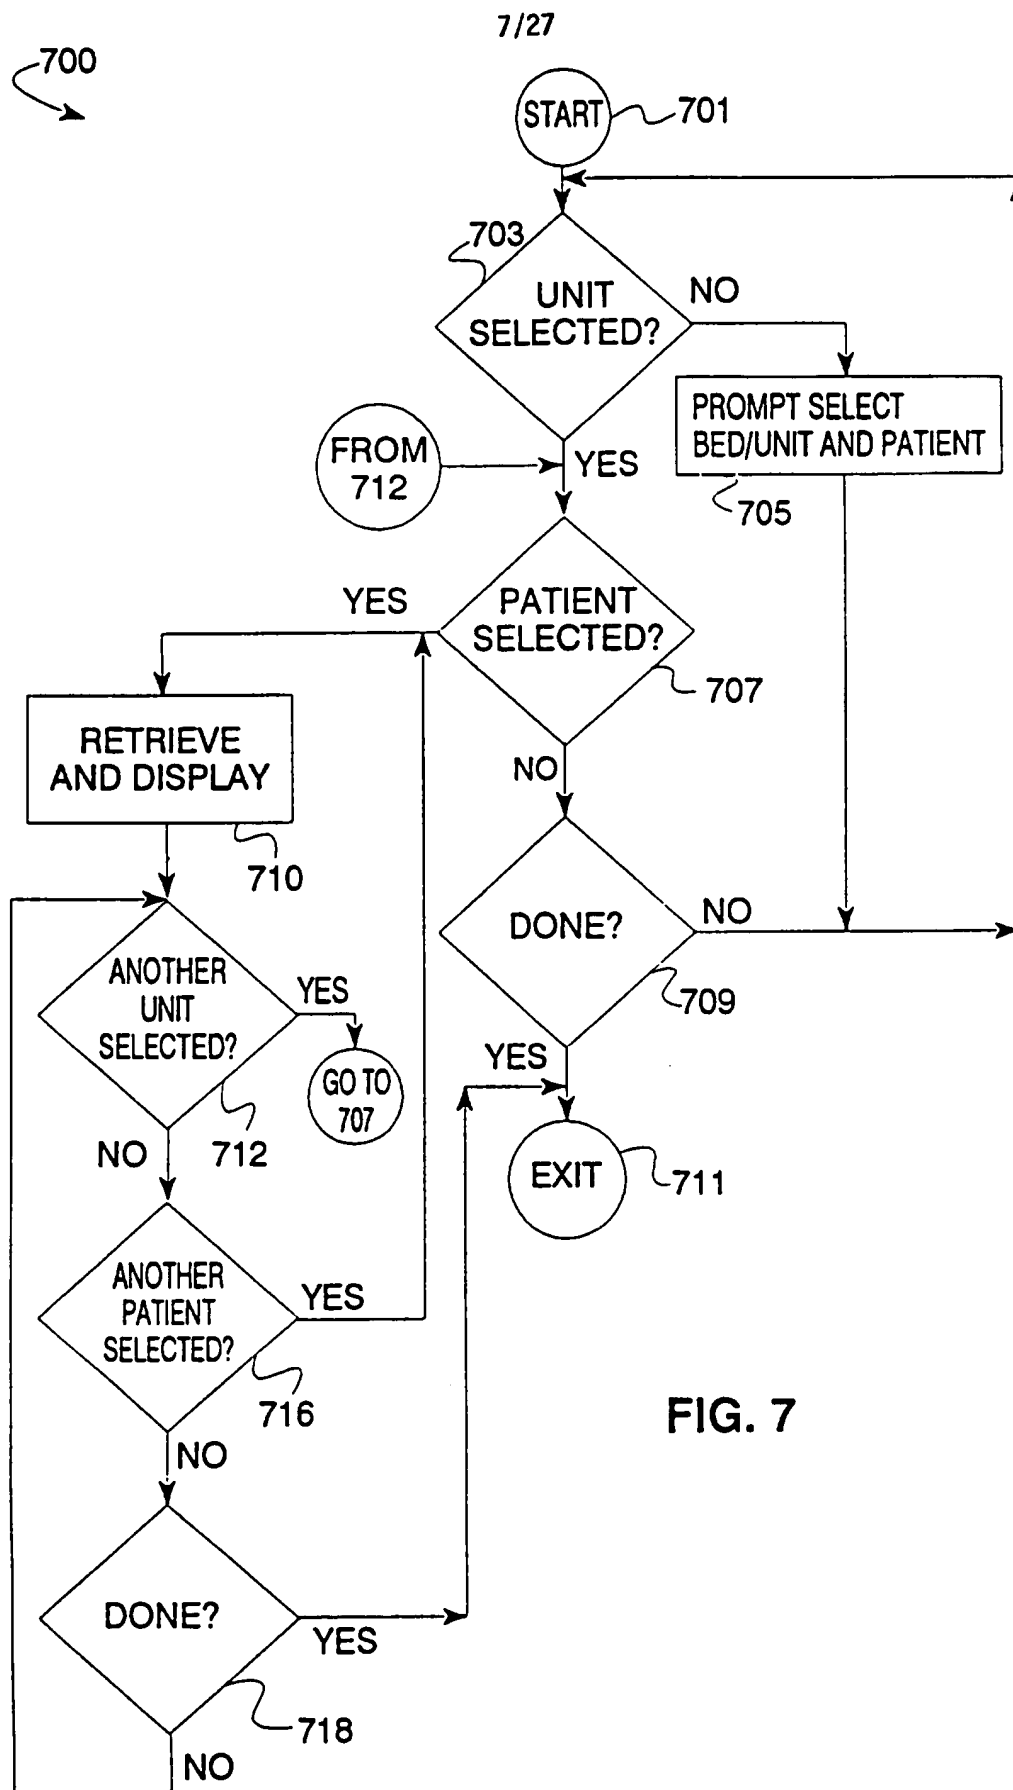 7/27
700
START
701
703
UNIT
SELECTED?
NO
PROMPT SELECT
BED/UNIT AND PATIENT
705
FROM
712
YES
PATIENT
SELECTED?
YES
707
RETRIEVE
AND DISPLAY
710
NO
DONE?
NO
709
ANOTHER
UNIT
SELECTED?
YES
GO TO
707
712
NO
YES
EXIT
711
ANOTHER
PATIENT
SELECTED?
YES
716
NO
FIG. 7
DONE?
YES
718
NO